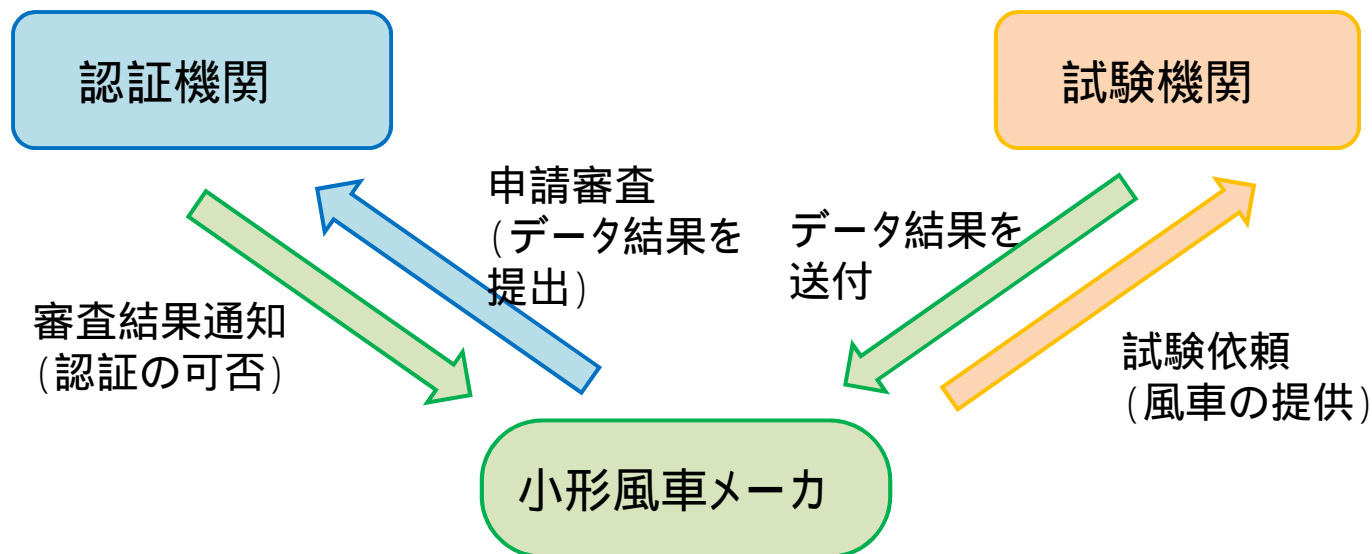 認証機関
試験機関
申請審査
(データ結果を
提出)
データ結果を
送付
審査結果通知
(認証の可否)
試験依頼
(風車の提供)
小形風車メーカ